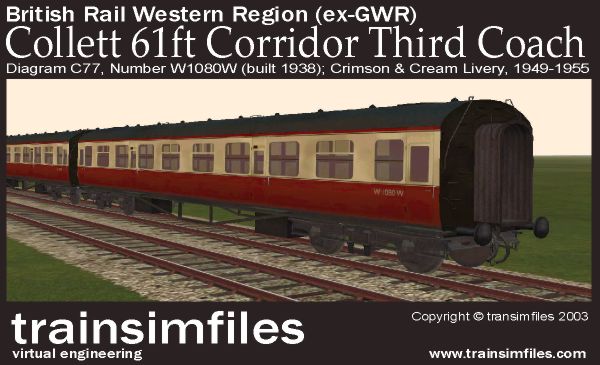 British Rail Western Region (ex-GWR)
Collett 61ft Corridor Third Coach
Diagram C77, Number W1080W (built 1938); Crimson & Cream Livery, 1949-1955
W1080W
trainsimfiles
virtual engineering
Copyright © transimfiles 2003
www.trainsimfiles.com